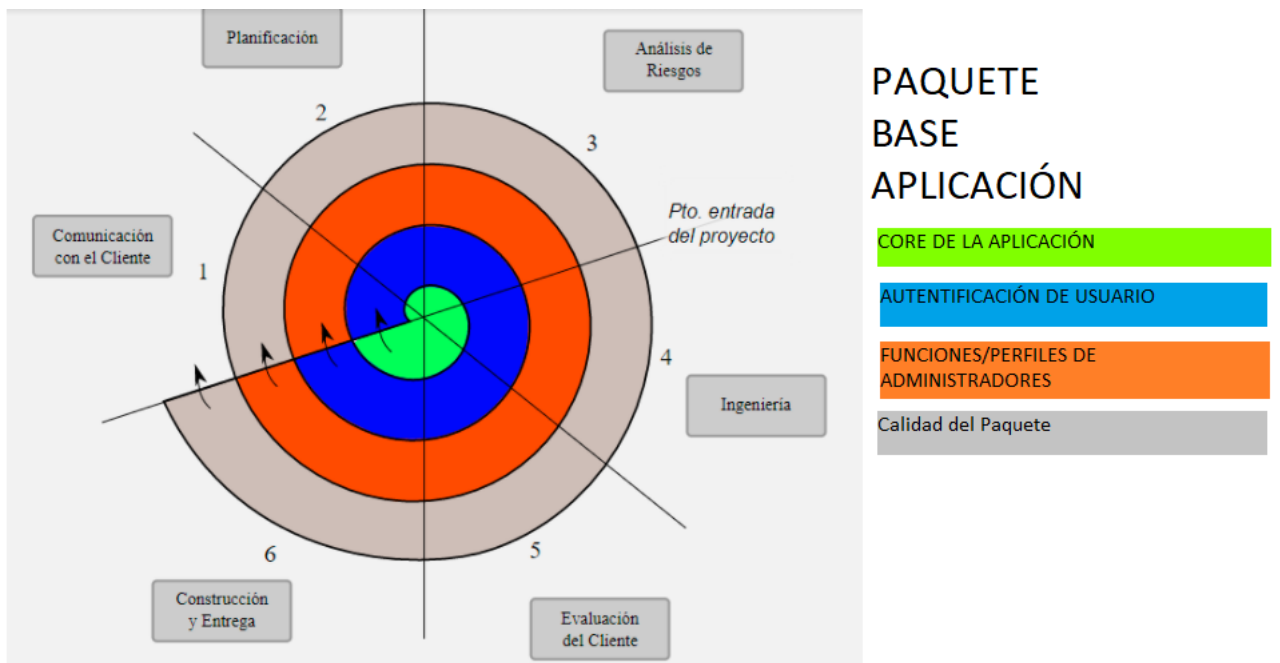 Planificación
Análisis de
Riesgos
2
3
Pto. entrada
del proyecto
Comunicación
con el Cliente
1
4
Ingeniería
6
5
Construcción
y Entrega
Evaluación
del Cliente
PAQUETE
BASE
APLICACIÓN
CORE DE LA APLICACIÓN
AUTENTIFICACIÓN DE USUARIO
FUNCIONES/PERFILES DE
ADMINISTRADORES
Calidad del Paquete